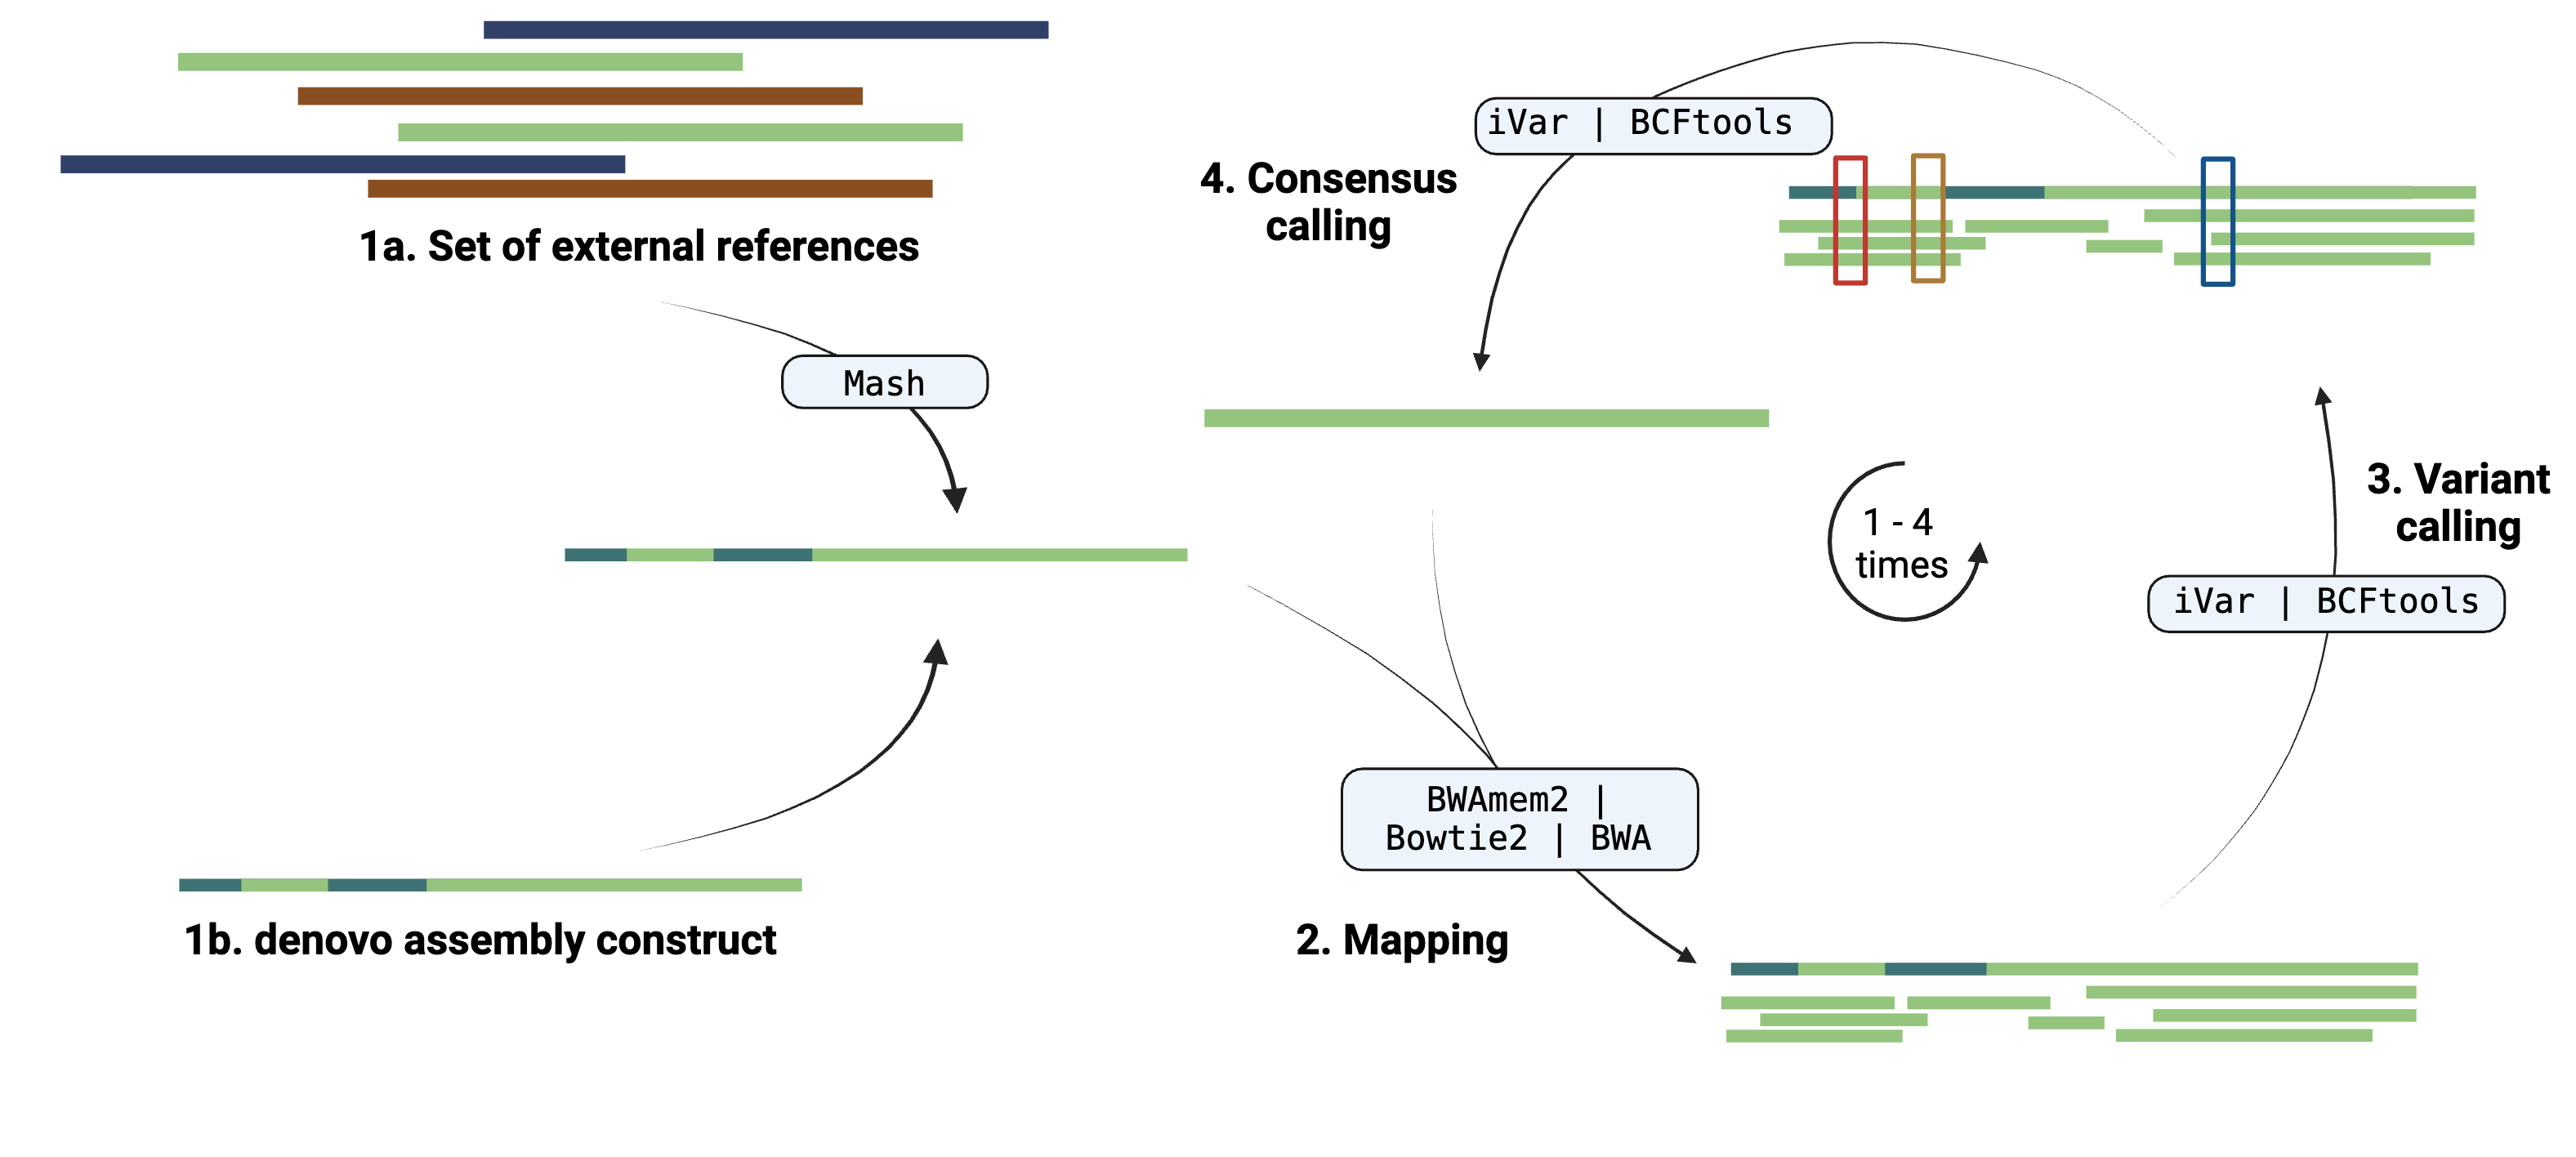 1a. Set of external references
Mash
1b. denovo assembly construct
BWAmem2 |
Bowtie2 | BWA
2. Mapping
iVar | BCFtools
3. Variant
calling
iVar | BCFtools
4. Consensus
calling
1 - 4
times